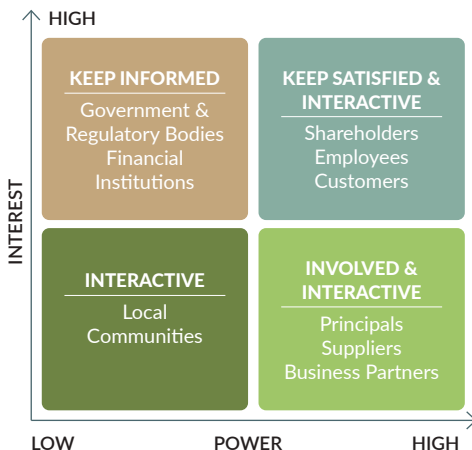 HIGH
KEEP INFORMED
Government &
Regulatory Bodies
Financial
Institutions
KEEP SATISFIED &
INTERACTIVE
Shareholders
Employees
Customers
INTEREST
INTERACTIVE
Local
Communities
INVOLVED &
INTERACTIVE
Principals
Suppliers
Business Partners
LOW
POWER
HIGH